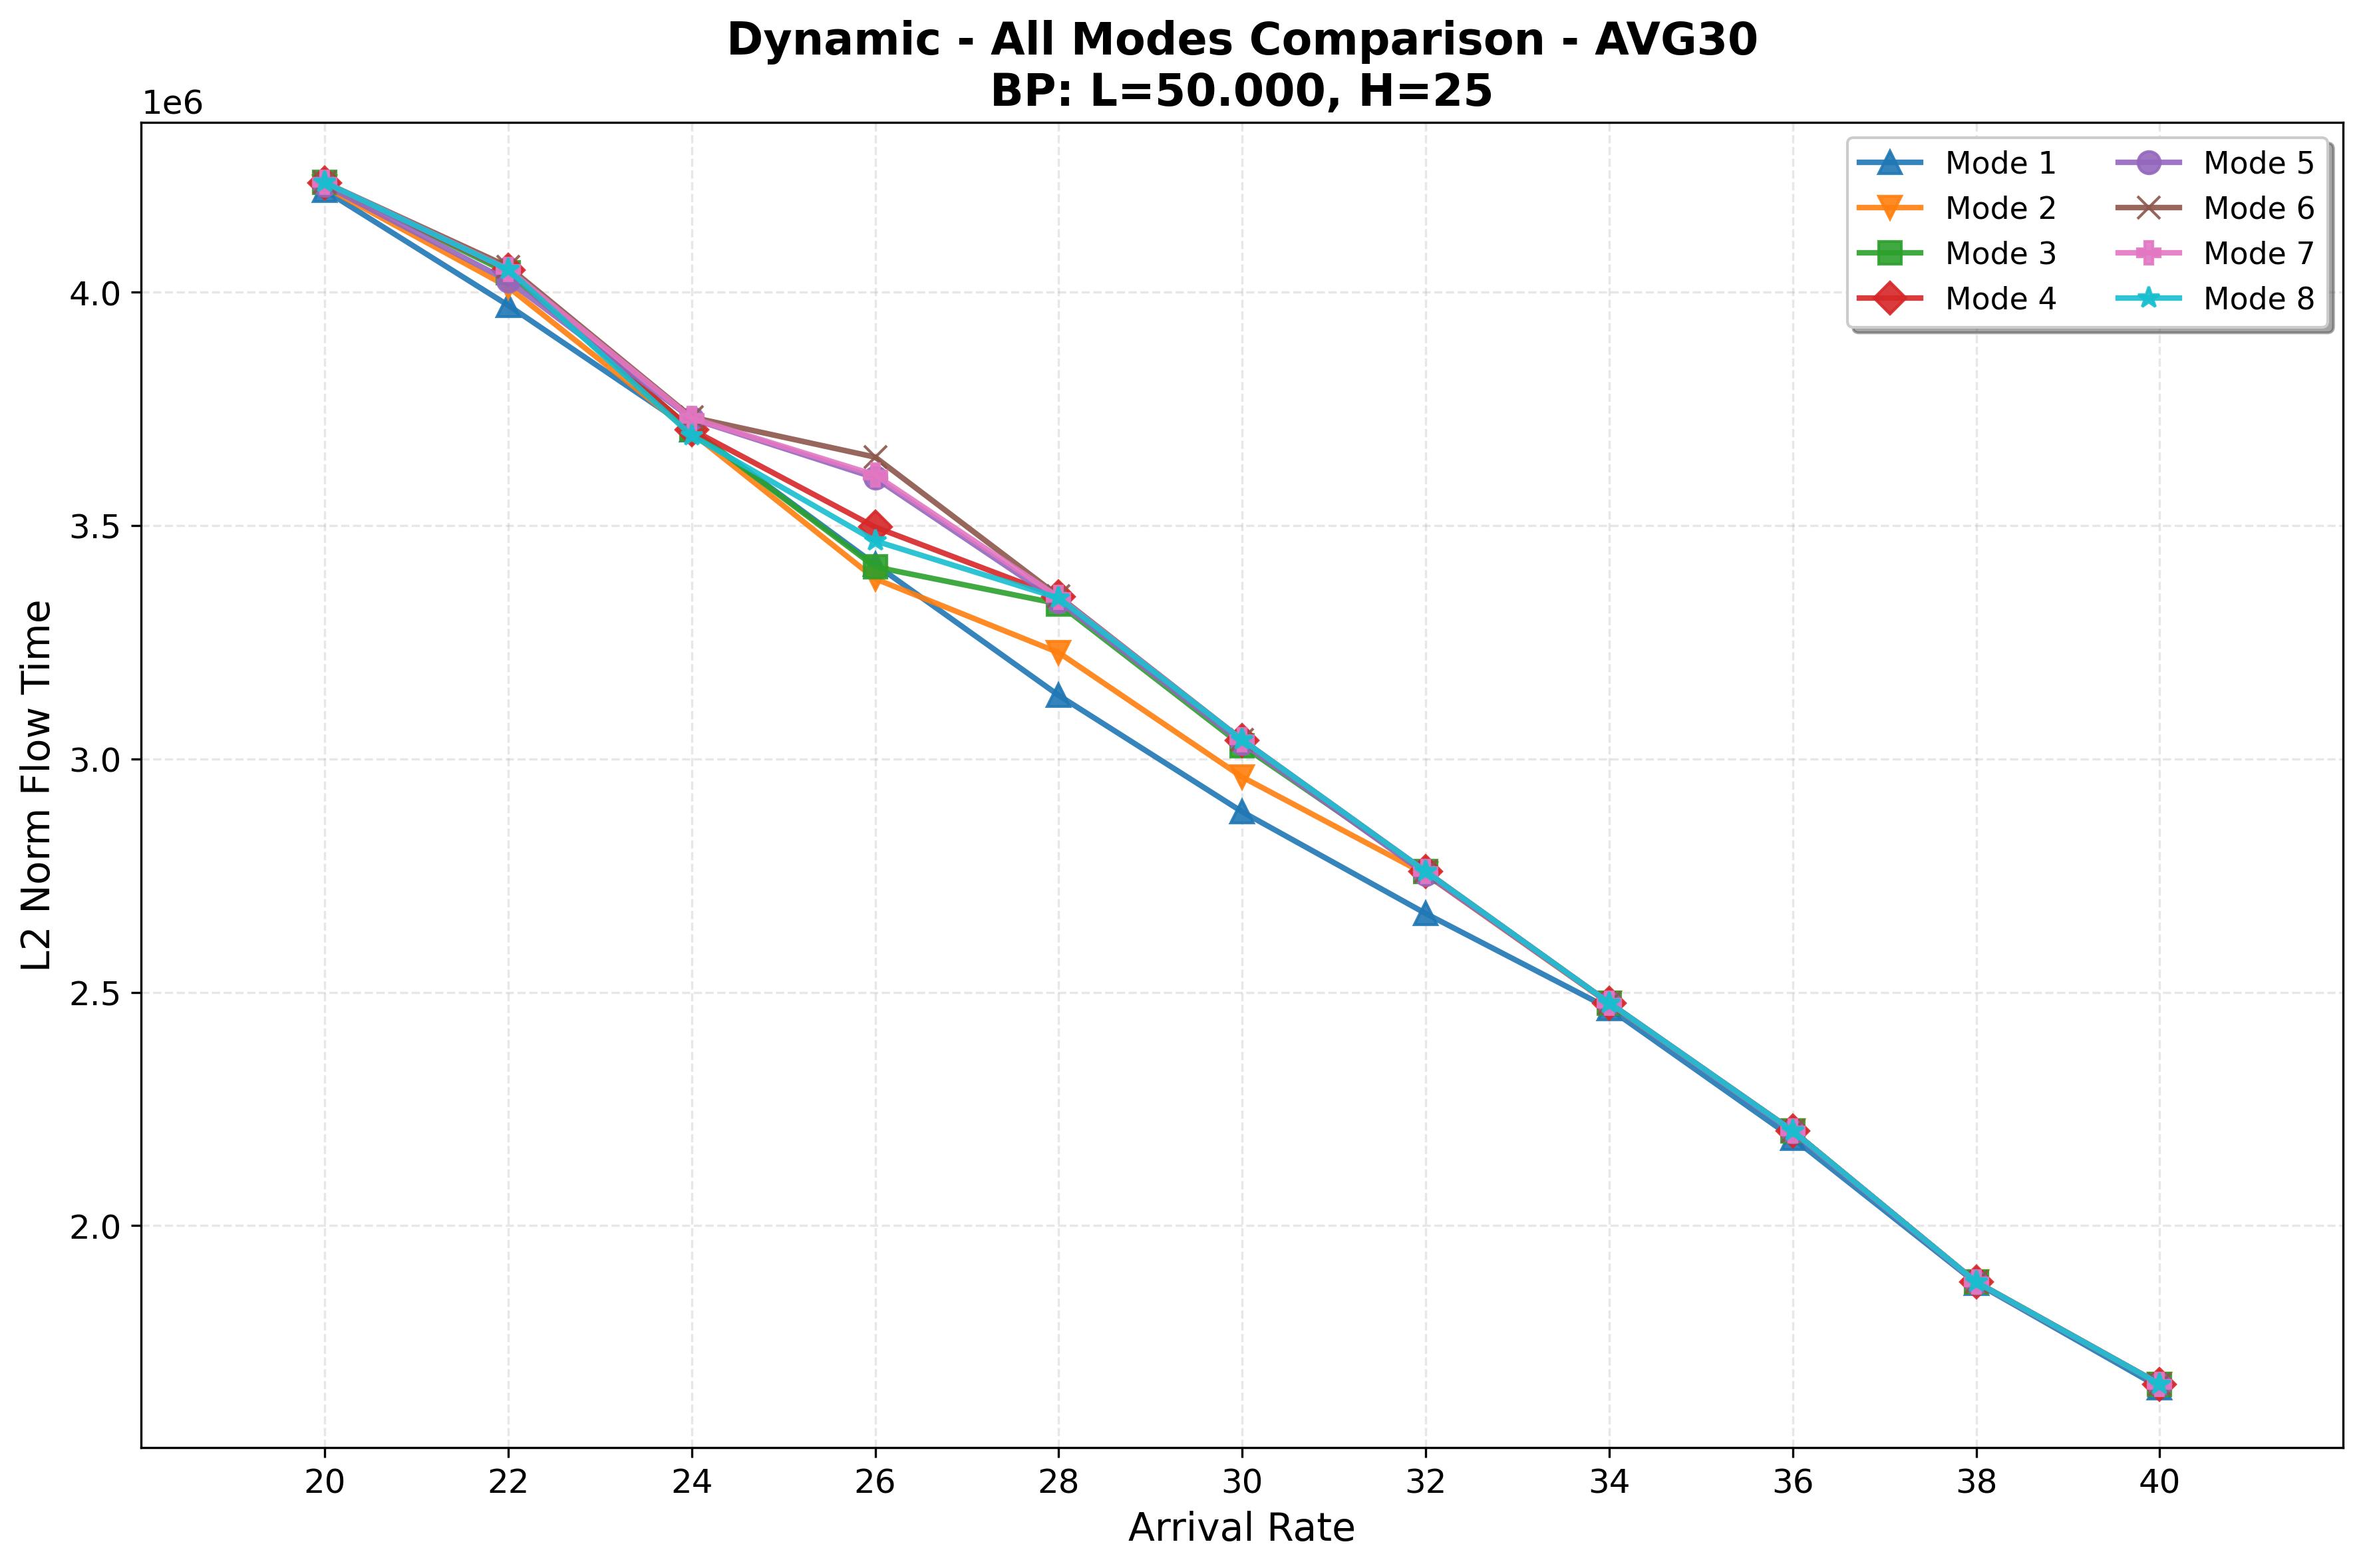 Dynamic - All Modes Comparison - AVG30
BP: L=50.000, H=25
1e6
Mode 1
Mode 2
Mode 3
Mode 4
Mode 5
Mode 6
Mode 7
Mode 8
L2 Norm Flow Time
4.0
3.5
3.0
2.5
2.0
20 22 24 26 28 30 32 34 36 38 40
Arrival Rate